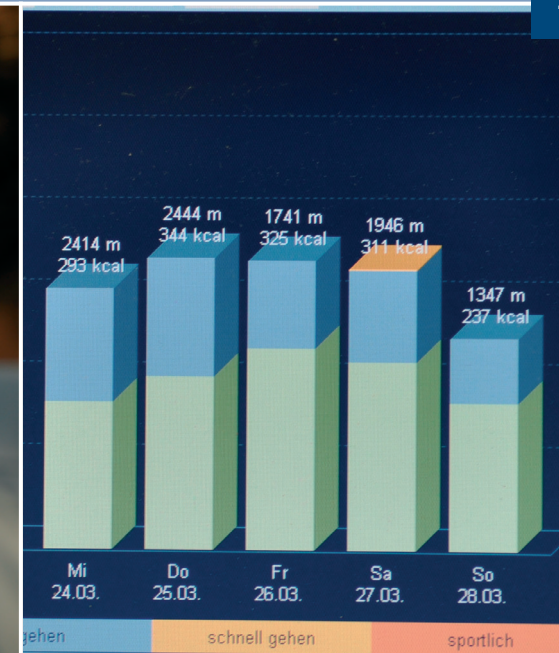 2414 m
293 kcal
2444 m
344 kcal
1741 m
325 kcal
1946 m
311 kcal
1347 m
237 kcal
Mi
24.03.
Do
25.03.
Fr
26.03.
Sa
27.03.
So
28.03.
gehen
schnell gehen
sportlich